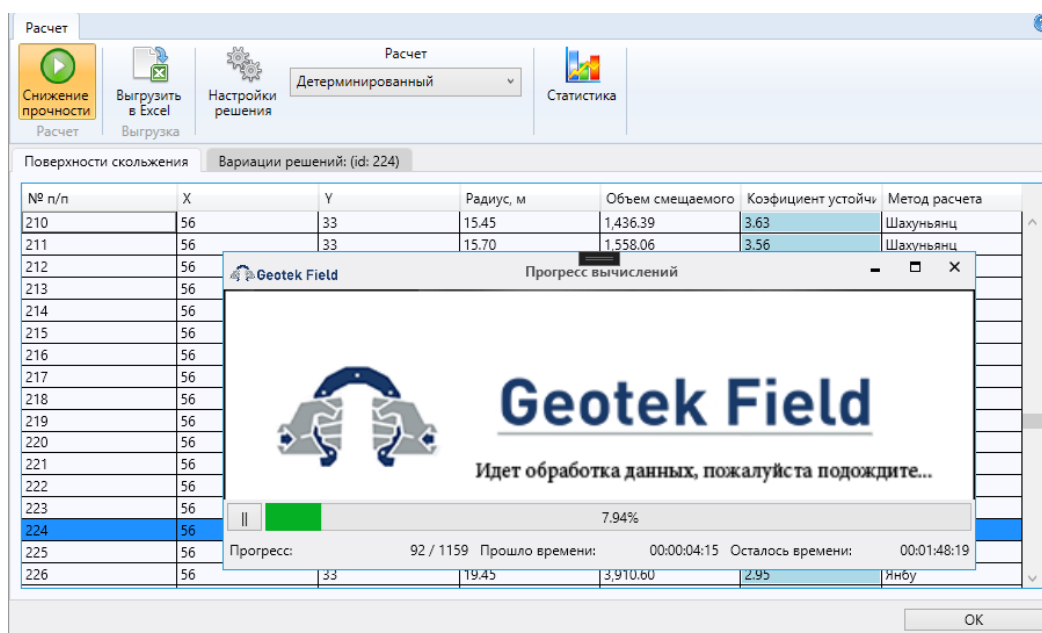 Расчет
Расчет
Снижение прочности
Выгрузить в Excel
Настройки решения
Детерминированный
Статистика
Расчет
Выгрузка
Поверхности скольжения
Вариации решений: (id: 224)
№ п/п X Y Радиус, м Объем смещаемого Коэфициент устойчи Метод расчета
210 56 33 15.45 1,436.39 3.63 Шахуньянц
211 56 33 15.70 1,558.06 3.56 Шахуньянц
212 56
213 56
214 56
215 56
216 56
217 56
218 56
219 56
220 56
221 56
222 56
223 56
224 56
225 56
226 56 33 19.45 3,910.60 2.95 Янбу
Geotek Field Прогресс вычислений
Geotek Field
Идет обработка данных, пожалуйста подождите...
7.94%
Прогресс: 92 / 1159 Прошло времени: 00:00:04:15 Осталось времени: 00:01:48:19
OK